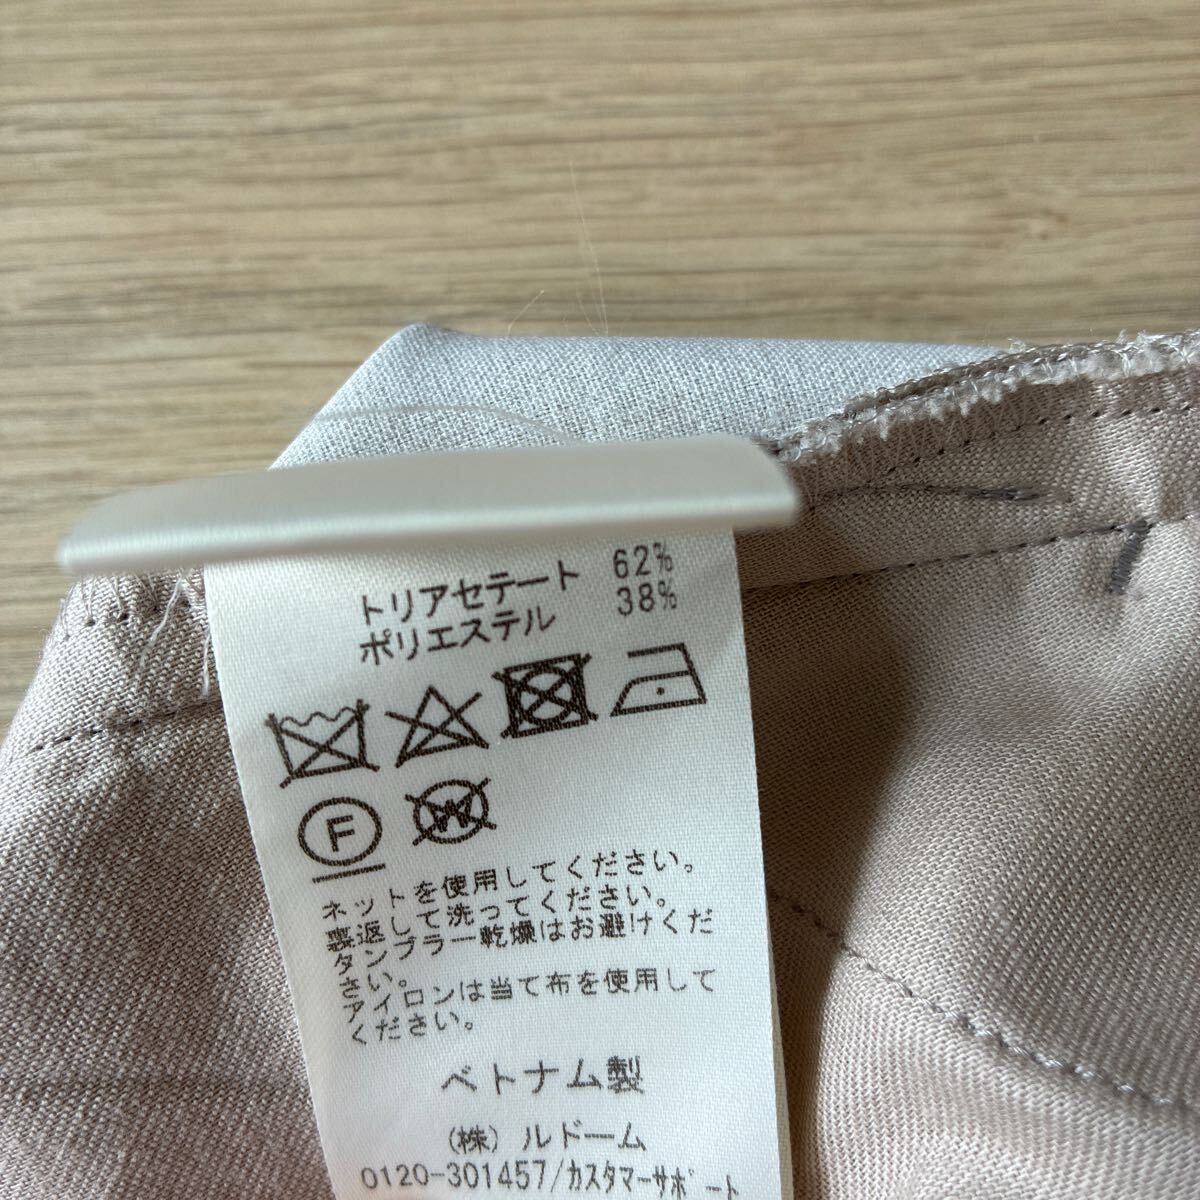 トリアセテート 62%
ポリエステル 38%
F
W
ネットを使用してください。
裏返して洗ってください。
タンブラー乾燥はお避けくだ
さい。
アイロンは当て布を使用して
ください。
ベトナム製
(株) ルドーム
0120-301457/カスタマーサポート